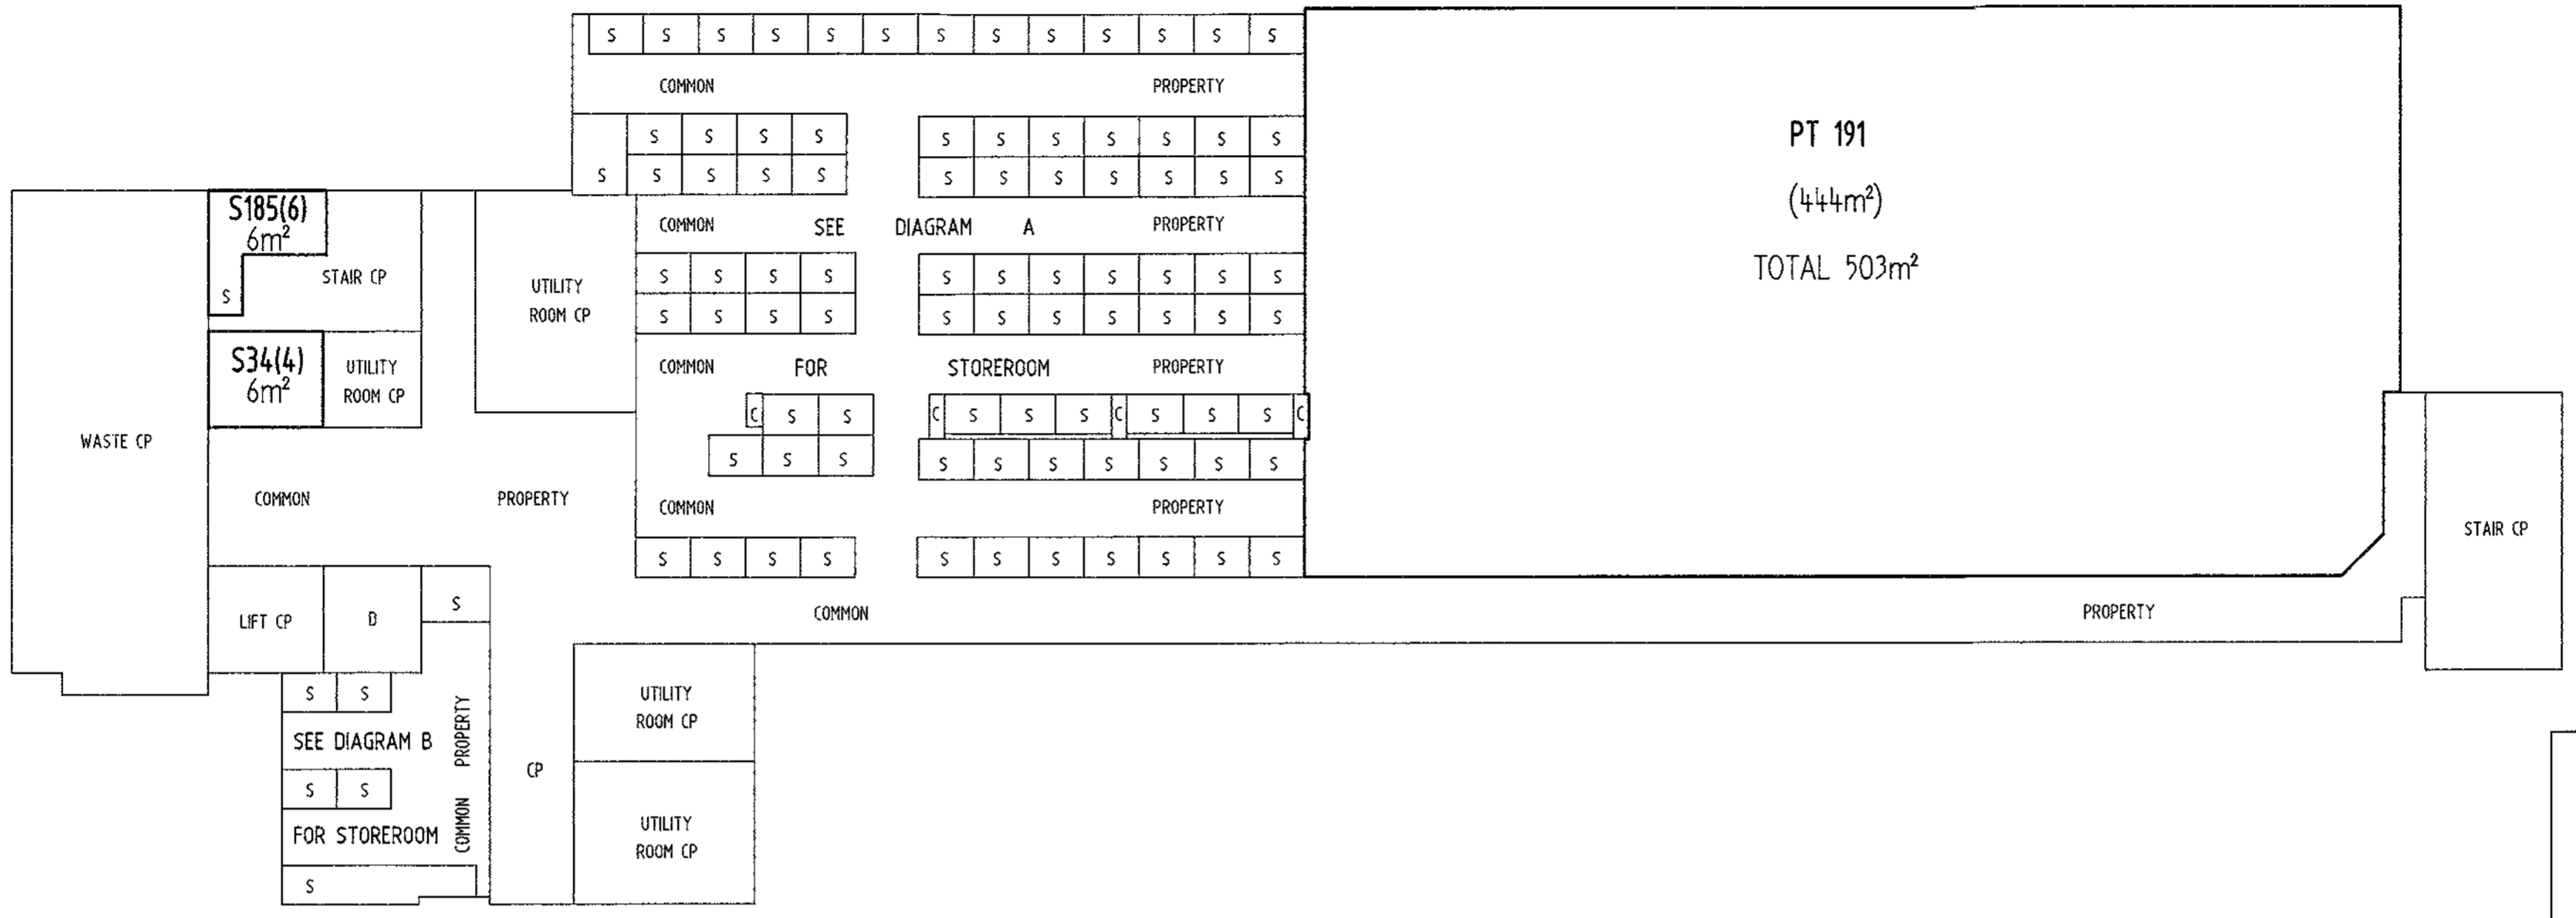 S S S S S S S S S S S S S
COMMON PROPERTY
S S S S
S S S S S S S
S S S S S
S S S S S S S
PT 191
(444m²)
TOTAL 503m²
S185(6)
6m²
S
STAIR CP
UTILITY
ROOM CP
COMMON PROPERTY
SEE DIAGRAM A
S S S S
S S S S S S S
S S S S
S S S S S S S
S34(4)
6m²
UTILITY
ROOM CP
COMMON PROPERTY
FOR STOREROOM
C S S
C S S S C S S S C
S S S
S S S S S S S
WASTE CP
COMMON PROPERTY
COMMON PROPERTY
S S S S
S S S S S S S
STAIR CP
LIFT CP
D
S
COMMON PROPERTY
S S
SEE DIAGRAM B
S S
FOR STOREROOM
S
COMMON PROPERTY
CP
UTILITY
ROOM CP
UTILITY
ROOM CP